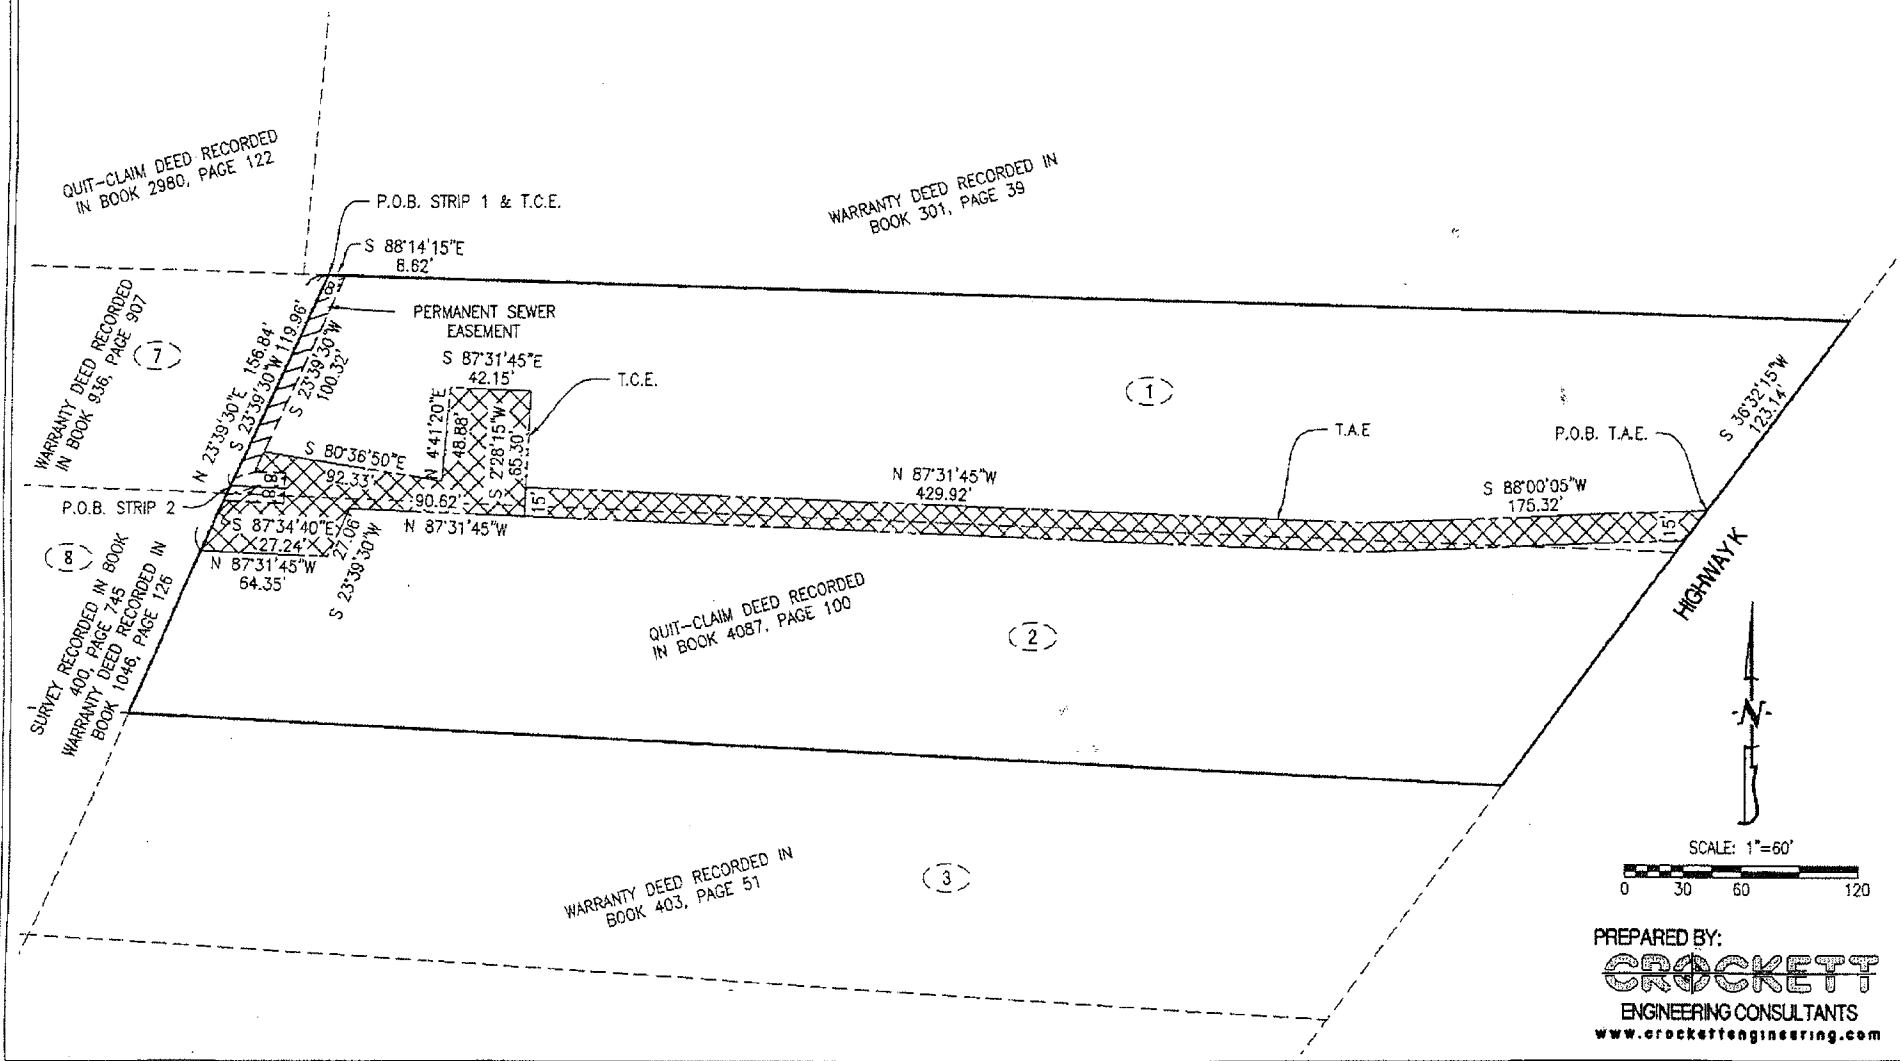 QUIT-CLAIM DEED RECORDED
IN BOOK 2980, PAGE 122
WARRANTY DEED RECORDED IN
BOOK 301, PAGE 39
P.O.B. STRIP 1 & T.C.E.
S 88°14'15"E
8.62'
8'
PERMANENT SEWER
EASEMENT
WARRANTY DEED RECORDED
IN BOOK 936, PAGE 907
7
N 23°39'30"E 156.84'
S 23°39'30"W 119.96'
S 23°39'30"W
100.32'
S 87°31'45"E
42.15'
T.C.E.
N 4°41'20"E
48.88'
S 2°28'15"W
65.30'
S 80°36'50"E
92.33'
1
T.A.E
P.O.B. T.A.E.
S 36°32'15"W
123.14'
N 87°31'45"W
429.92'
S 88°00'05"W
175.32'
15'
15'
P.O.B. STRIP 2
90.62'
N 87°31'45"W
S 87°34'40"E
27.24'
27.06'
S 23°39'30"W
N 87°31'45"W
64.35'
8
SURVEY RECORDED IN BOOK
400, PAGE 745
WARRANTY DEED RECORDED IN
BOOK 1046, PAGE 126
HIGHWAY K
QUIT-CLAIM DEED RECORDED
IN BOOK 4087, PAGE 100
2
N
WARRANTY DEED RECORDED IN
BOOK 403, PAGE 51
3
SCALE: 1"=60'
0 30 60 120
PREPARED BY:
CROCKETT
ENGINEERING CONSULTANTS
www.crockettengineering.com